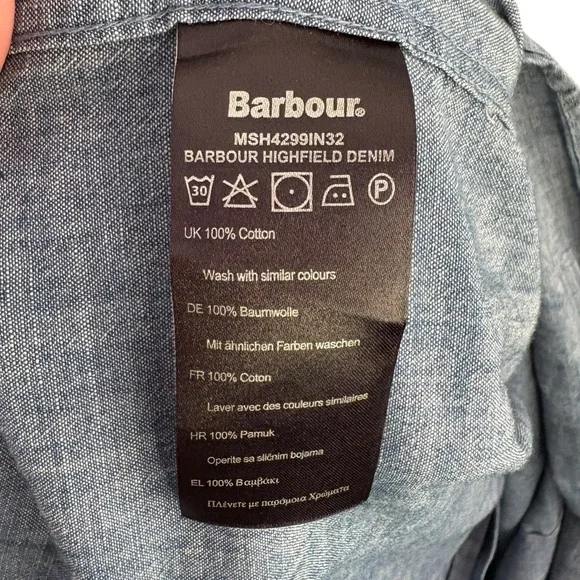 Barbour®
MSH4299IN32
BARBOUR HIGHFIELD DENIM
30 P
UK 100% Cotton
Wash with similar colours
DE 100% Baumwolle
Mit ähnlichen Farben waschen
FR 100% Coton
Laver avec des couleurs similaires
HR 100% Pamuk
Operite sa sličnim bojama
EL 100% Βαμβάκι
Πλένετε με παρόμοια Χρώματα